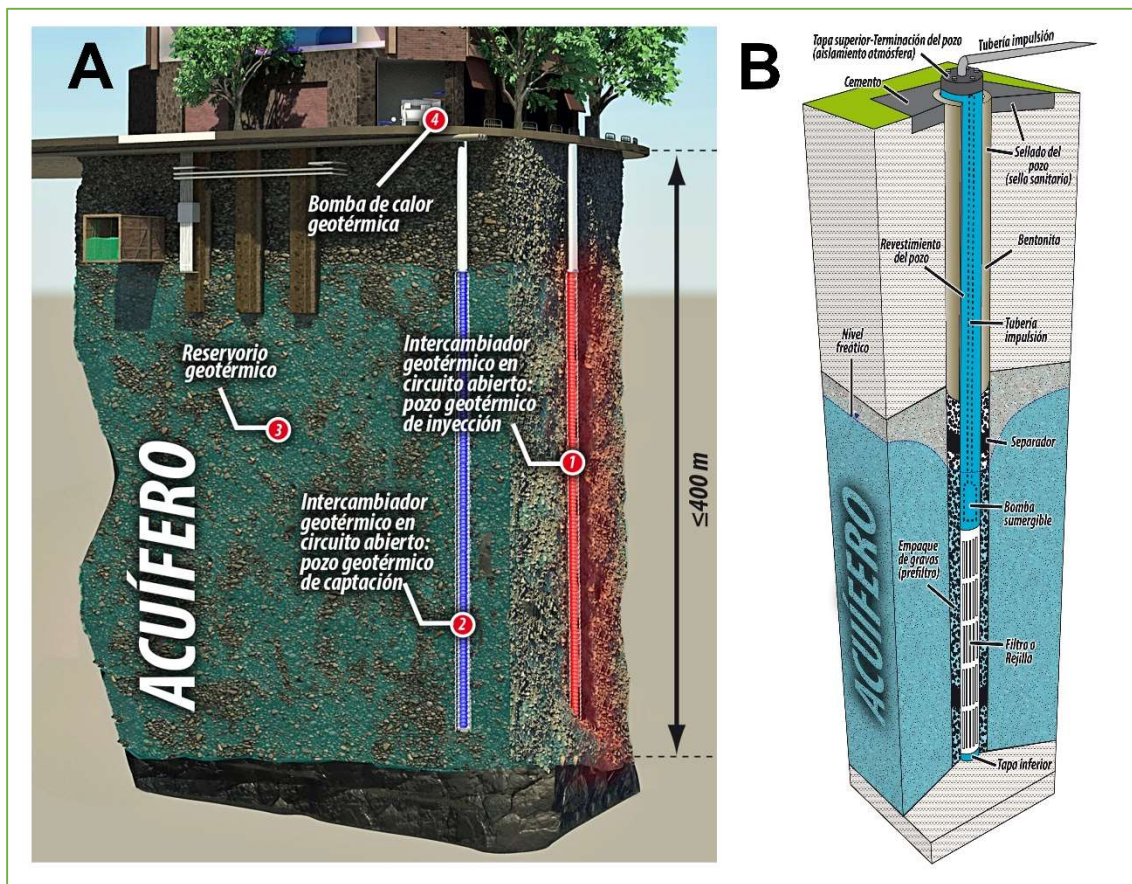 A
4
Bomba de calor
geotérmica
Reservorio
geotérmico
3
Intercambiador
geotérmico en
circuito abierto:
pozo geotérmico
de inyección
1
Intercambiador
geotérmico en
circuito abierto:
pozo geotérmico
de captación
2
ACUÍFERO
≤400 m
B
Tapa superior-Terminación del pozo
(aislamiento atmósfera)
Tubería impulsión
Cemento
Sellado del
pozo
(sello sanitario)
Revestimiento
del pozo
Bentonita
Tubería
impulsión
Nivel
freático
Separador
Bomba
sumergible
Empaque
de gravas
(prefiltro)
Filtro o
Rejilla
ACUÍFERO
Tapa inferior